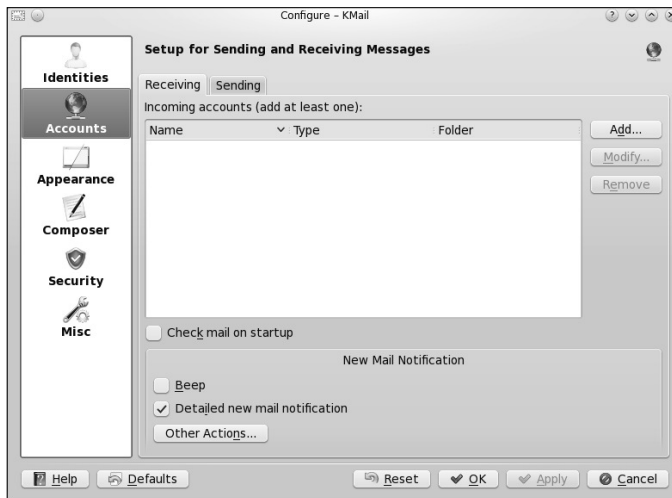 Configure – KMail
Identities
Accounts
Appearance
Composer
Security
Misc
Setup for Sending and Receiving Messages
Receiving
Sending
Incoming accounts (add at least one):
Name Type Folder
Add...
Modify...
Remove
Check mail on startup
New Mail Notification
Beep
Detailed new mail notification
Other Actions...
Help Defaults Reset OK Apply Cancel